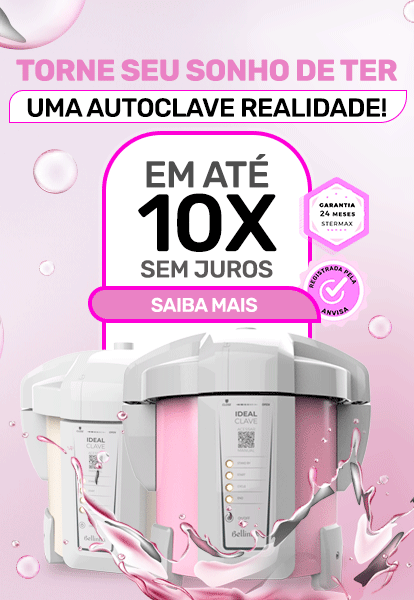 TORNE SEU SONHO DE TER
UMA AUTOCLAVE REALIDADE!
EM ATÉ
10X
SEM JUROS
SAIBA MAIS
GARANTIA
24 MESES
STERMAX
REGISTRADA PELA
ANVISA
IDEAL
CLAVE
IDEAL
CLAVE